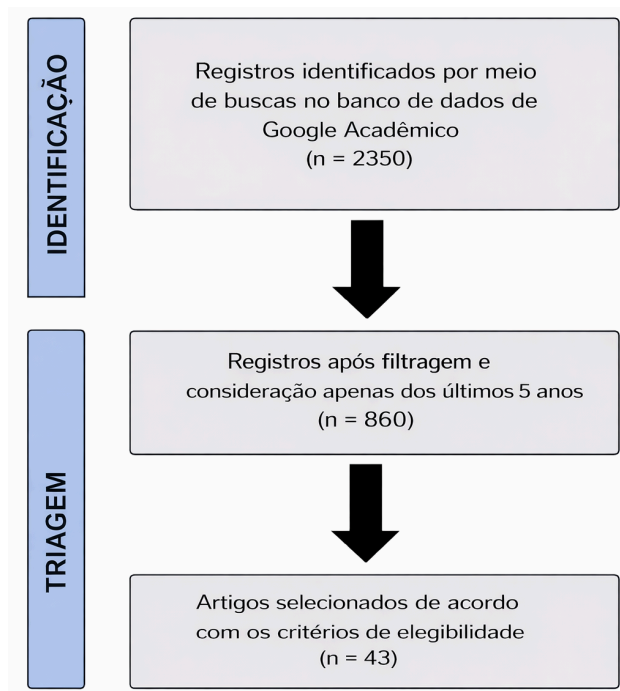 IDENTIFICAÇÃO
Registros identificados por meio
de buscas no banco de dados de
Google Acadêmico
(n = 2350)
TRIAGEM
Registros após filtragem e
consideração apenas dos últimos 5 anos
(n = 860)
Artigos selecionados de acordo
com os critérios de elegibilidade
(n = 43)